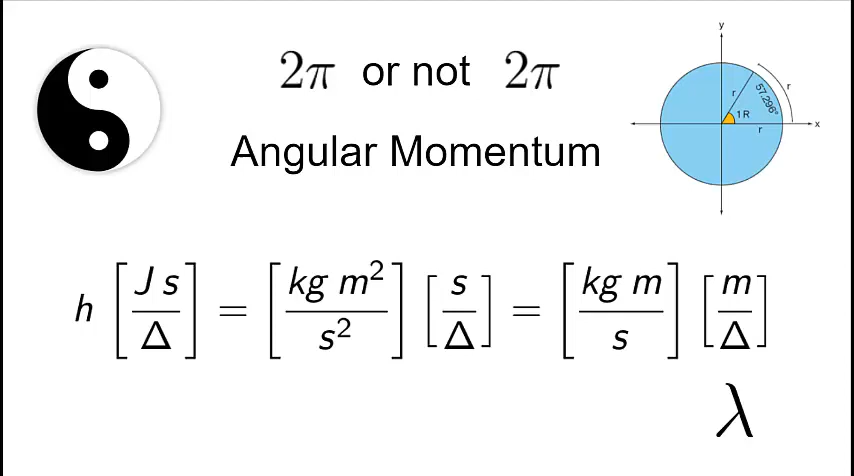 2π or not 2π
Angular Momentum
y
r
57.296°
r
1 R
r
x
h [J s / Δ] = [kg m² / s²] [s / Δ] = [kg m / s] [m / Δ]
λ